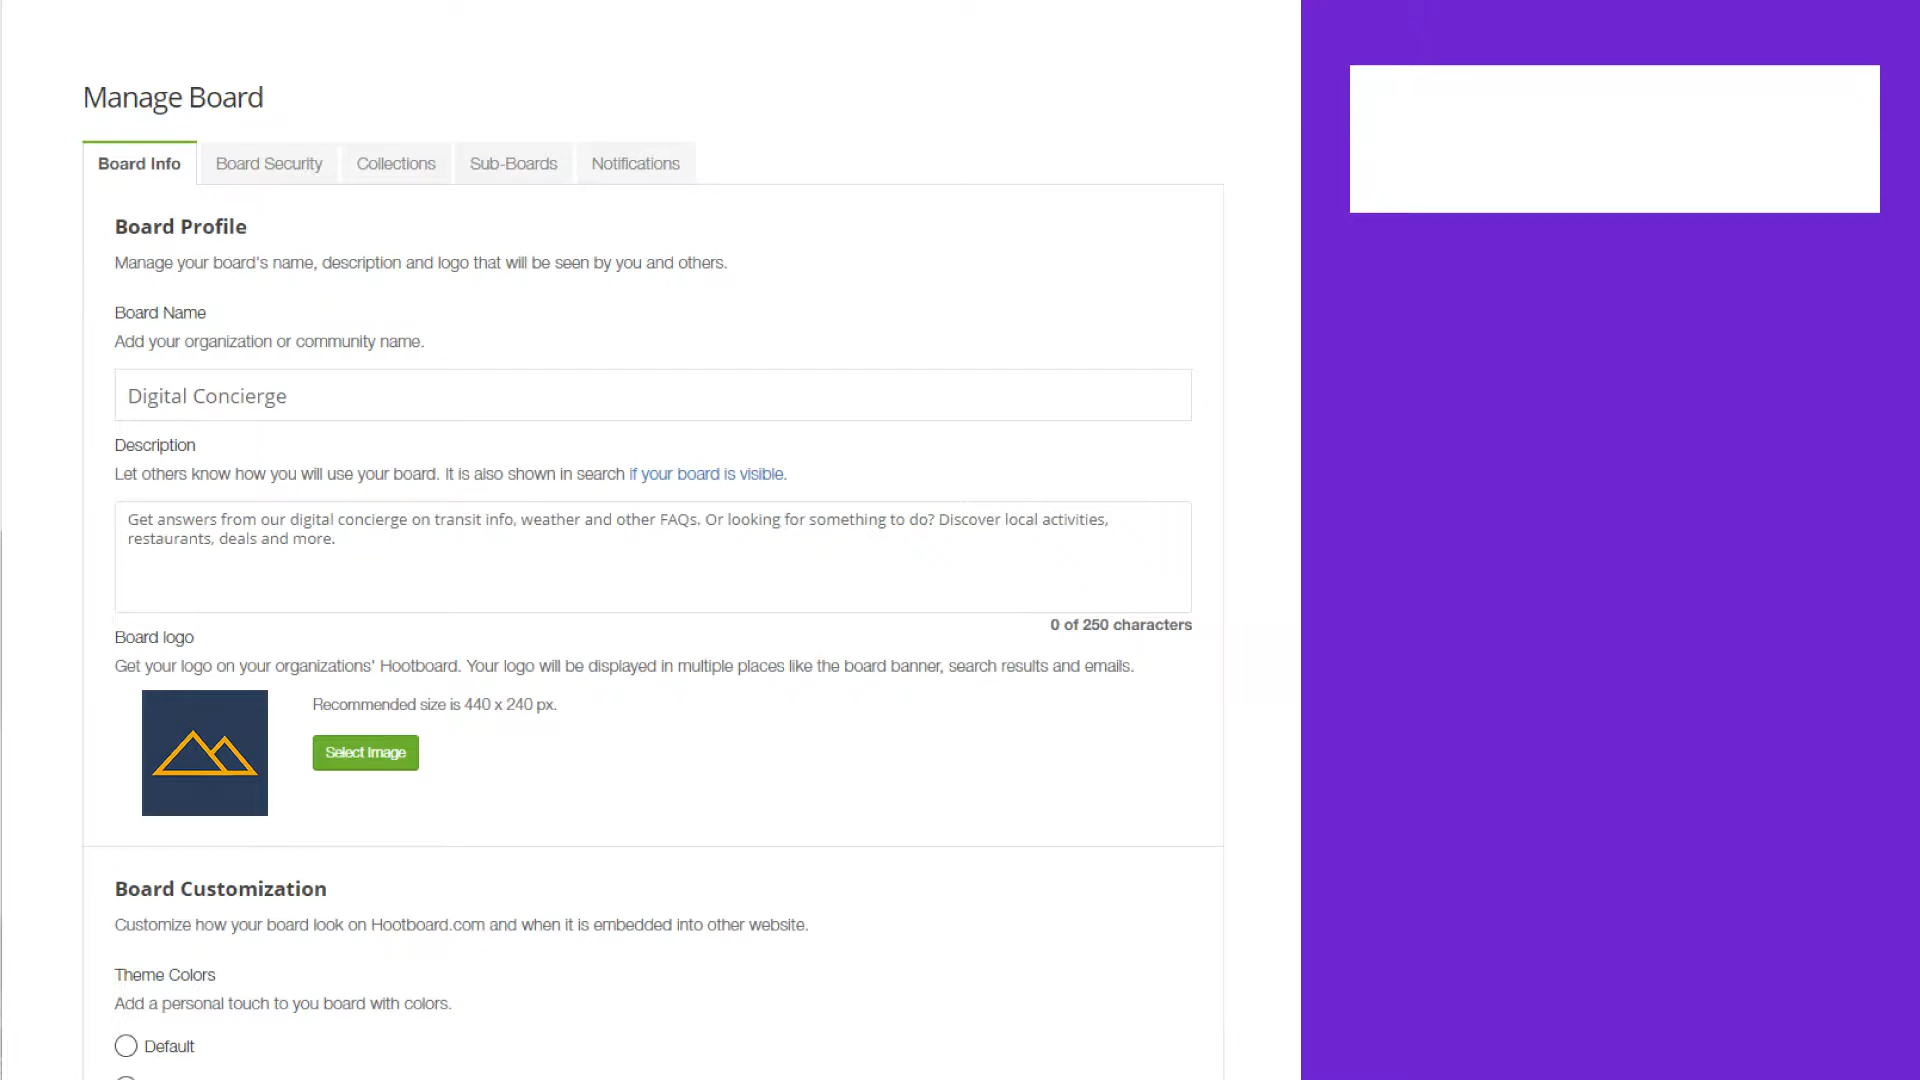 Manage Board
Board Info
Board Security
Collections
Sub-Boards
Notifications
Board Profile
Manage your board's name, description and logo that will be seen by you and others.
Board Name
Add your organization or community name.
Digital Concierge
Description
Let others know how you will use your board. It is also shown in search if your board is visible.
Get answers from our digital concierge on transit info, weather and other FAQs. Or looking for something to do? Discover local activities,
restaurants, deals and more.
0 of 250 characters
Board logo
Get your logo on your organizations' Hootboard. Your logo will be displayed in multiple places like the board banner, search results and emails.
Recommended size is 440 x 240 px.
Select Image
Board Customization
Customize how your board look on Hootboard.com and when it is embedded into other website.
Theme Colors
Add a personal touch to you board with colors.
Default